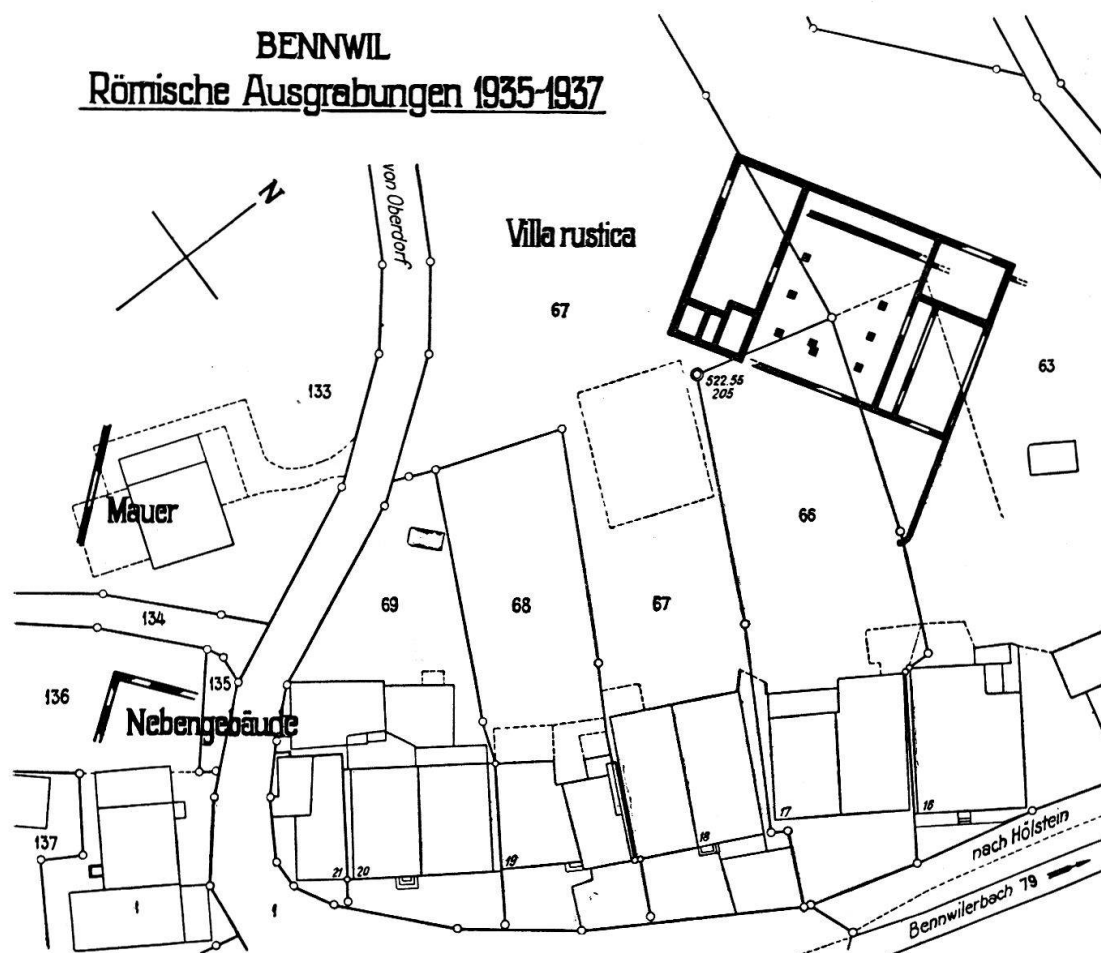 BENNWIL
Römische Ausgrabungen 1935-1937
N
von Oberdorf
Villa rustica
67
133
63
522.55
205
Mauer
66
69
68
67
134
136
135
Nebengebäude
137
17
16
18
19
21
20
1
1
nach Hölstein
Bennwilerbach 79